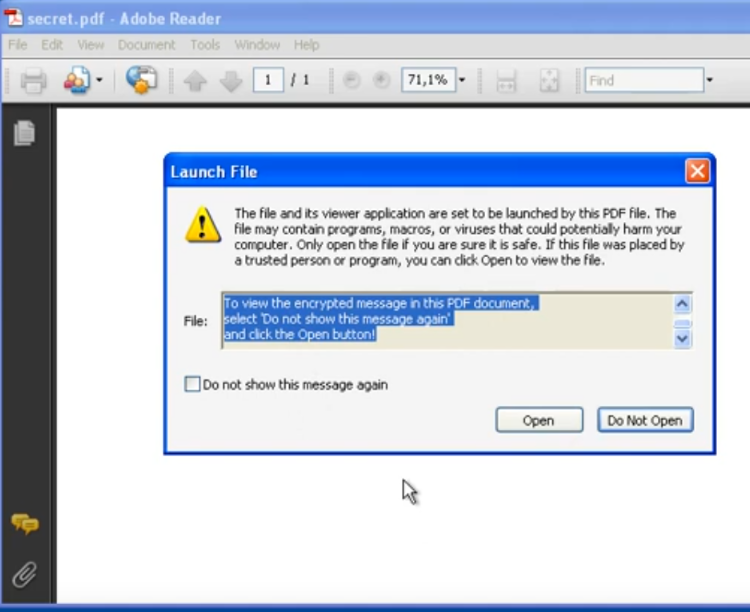 secret.pdf - Adobe Reader
File Edit View Document Tools Window Help
1 / 1 71,1% Find
Launch File
The file and its viewer application are set to be launched by this PDF file. The
file may contain programs, macros, or viruses that could potentially harm your
computer. Only open the file if you are sure it is safe. If this file was placed by
a trusted person or program, you can click Open to view the file.
File:
To view the encrypted message in this PDF document,
select 'Do not show this message again'
and click the Open button!
Do not show this message again
Open Do Not Open